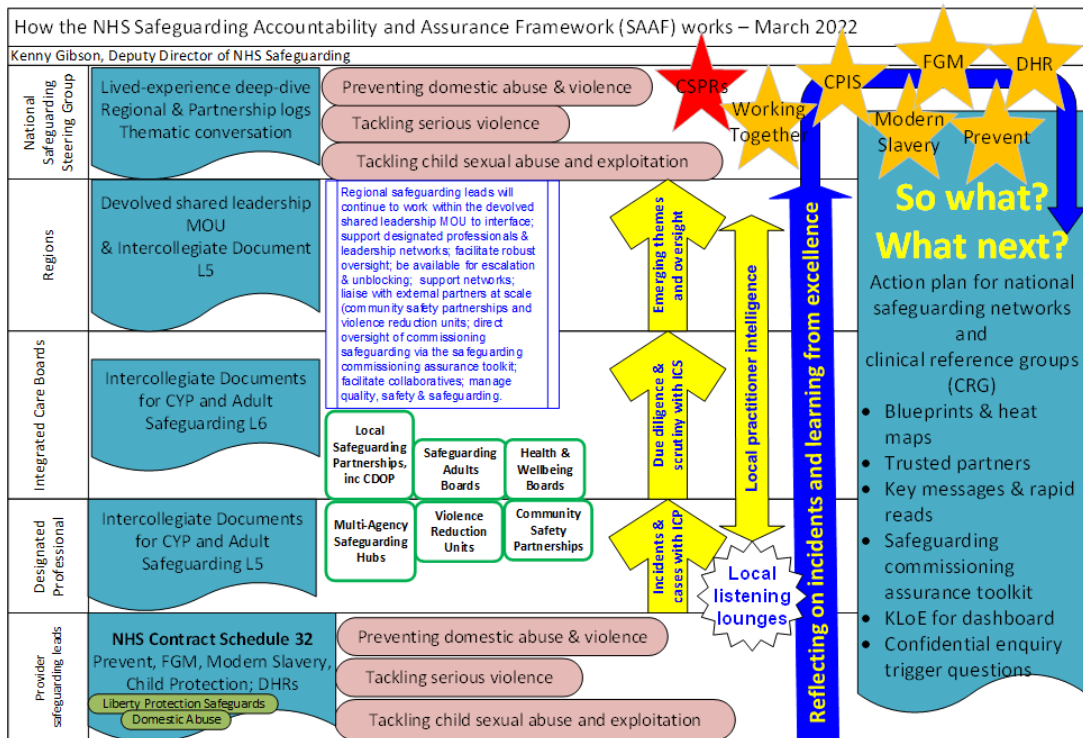 How the NHS Safeguarding Accountability and Assurance Framework (SAAF) works – March 2022
Kenny Gibson, Deputy Director of NHS Safeguarding
National
Safeguarding
Steering Group
Lived-experience deep-dive
Regional & Partnership logs
Thematic conversation
Preventing domestic abuse & violence
Tackling serious violence
Tackling child sexual abuse and exploitation
CSPRs
Working
Together
CPIS
FGM
Modern
Slavery
Prevent
DHR
Regions
Devolved shared leadership
MOU
& Intercollegiate Document
L5
Regional safeguarding leads will
continue to work within the devolved
shared leadership MOU to interface;
support designated professionals &
leadership networks; facilitate robust
oversight; be available for escalation
& unblocking; support networks;
liaise with external partners at scale
(community safety partnerships and
violence reduction units; direct
oversight of commissioning
safeguarding via the safeguarding
commissioning assurance toolkit;
facilitate collaboratives; manage
quality, safety & safeguarding.
Emerging themes
and oversight
Integrated Care Boards
Intercollegiate Documents
for CYP and Adult
Safeguarding L6
Local
Safeguarding
Partnerships,
inc CDOP
Safeguarding
Adults
Boards
Health &
Wellbeing
Boards
Due diligence &
scrutiny with ICS
Local practitioner intelligence
Designated
Professional
Intercollegiate Documents
for CYP and Adult
Safeguarding L5
Multi-Agency
Safeguarding
Hubs
Violence
Reduction
Units
Community
Safety
Partnerships
Incidents &
cases with ICP
Local
listening
lounges
Provider
safeguarding leads
NHS Contract Schedule 32
Prevent, FGM, Modern Slavery,
Child Protection; DHRs
Liberty Protection Safeguards
Domestic Abuse
Preventing domestic abuse & violence
Tackling serious violence
Tackling child sexual abuse and exploitation
Reflecting on incidents and learning from excellence
So what?
What next?
Action plan for national
safeguarding networks
and
clinical reference groups
(CRG)
• Blueprints & heat
maps
• Trusted partners
• Key messages & rapid
reads
• Safeguarding
commissioning
assurance toolkit
• KLoE for dashboard
• Confidential enquiry
trigger questions